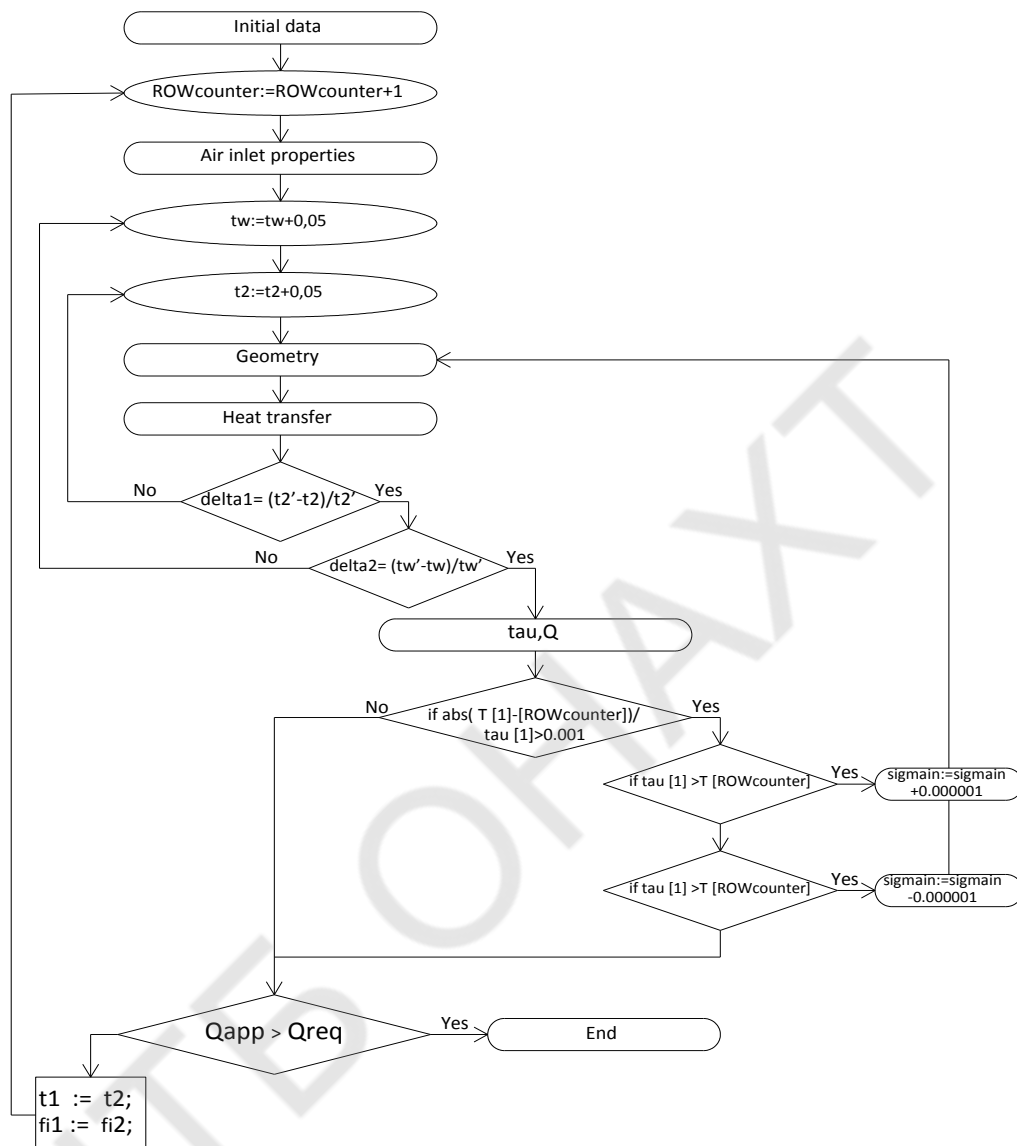 Initial data
ROWcounter:=ROWcounter+1
Air inlet properties
tw:=tw+0,05
t2:=t2+0,05
Geometry
Heat transfer
No
delta1= (t2’-t2)/t2’
Yes
No
delta2= (tw’-tw)/tw’
Yes
tau,Q
No
if abs( T [1]-[ROWcounter])/
tau [1]>0.001
Yes
if tau [1] >T [ROWcounter]
Yes
sigmain:=sigmain
+0.000001
if tau [1] >T [ROWcounter]
Yes
sigmain:=sigmain
-0.000001
Qapp > Qreq
Yes
End
t1 := t2;
fi1 := fi2;
ИТБ ОНАХТ